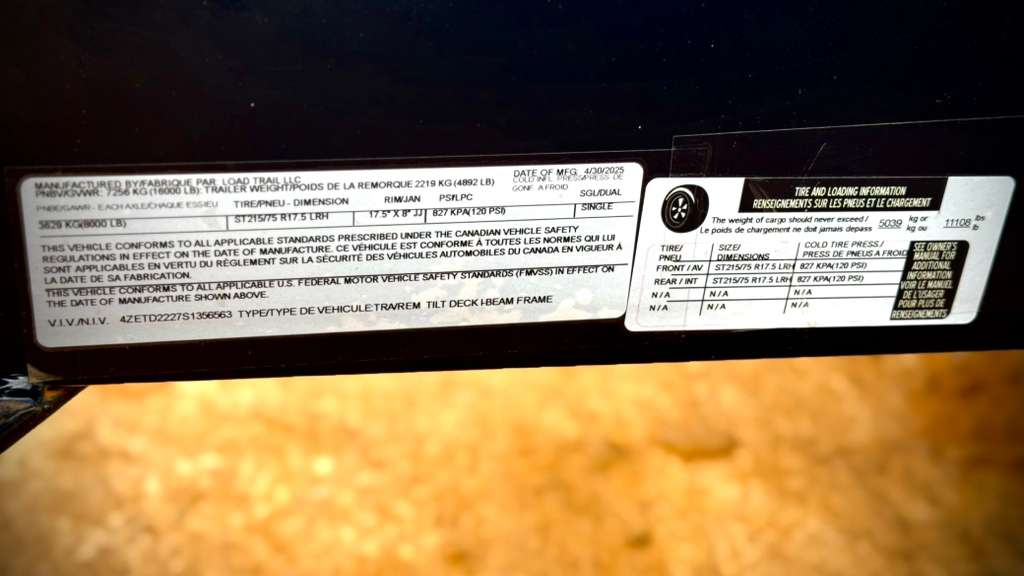 MANUFACTURED BY/FABRIQUE PAR LOAD TRAIL LLC
DATE OF MFG 4/30/2025
PNBV/GVWR: 7256 KG (16000 LB): TRAILER WEIGHT/POIDS DE LA REMORQUE 2219 KG (4892 LB)
COLD INFL PRESS/PRESS DE
GONF A FROID
PNBE/GAWR - EACH AXLE/CHAQUE ESSIEU TIRE/PNEU - DIMENSION RIM/JAN PSI/LPC SGL/DUAL
3629 KG(8000 LB) ST215/75 R17.5 LRH 17.5" X 8" JJ 827 KPA(120 PSI) SINGLE
THIS VEHICLE CONFORMS TO ALL APPLICABLE STANDARDS PRESCRIBED UNDER THE CANADIAN VEHICLE SAFETY
REGULATIONS IN EFFECT ON THE DATE OF MANUFACTURE. CE VÉHICULE EST CONFORME À TOUTES LES NORMES QUI LUI
SONT APPLICABLES EN VERTU DU RÈGLEMENT SUR LA SÉCURITÉ DES VÉHICULES AUTOMOBILES DU CANADA EN VIGUEUR À
LA DATE DE SA FABRICATION.
THIS VEHICLE CONFORMS TO ALL APPLICABLE U.S. FEDERAL MOTOR VEHICLE SAFETY STANDARDS (FMVSS) IN EFFECT ON
THE DATE OF MANUFACTURE SHOWN ABOVE.
V.I.V./N.I.V. 4ZETD2227S1356563 TYPE/TYPE DE VEHICULE:TRA/REM TILT DECK I-BEAM FRAME
TIRE AND LOADING INFORMATION
RENSEIGNEMENTS SUR LES PNEUS ET LE CHARGEMENT
The weight of cargo should never exceed / 5039 kg or 11108 lbs
Le poids de chargement ne doit jamais depass kg ou lb
TIRE/ SIZE/ COLD TIRE PRESS/
PNEU DIMENSIONS PRESS DE PNEUS A FROID
FRONT / AV ST215/75 R17.5 LRH 827 KPA(120 PSI)
REAR / INT ST215/75 R17.5 LRH 827 KPA(120 PSI)
N/A N/A N/A
N/A N/A N/A
SEE OWNER'S
MANUAL FOR
ADDITIONAL
INFORMATION
VOIR LE MANUEL
DE L'USAGER
POUR PLUS DE
RENSEIGNEMENTS